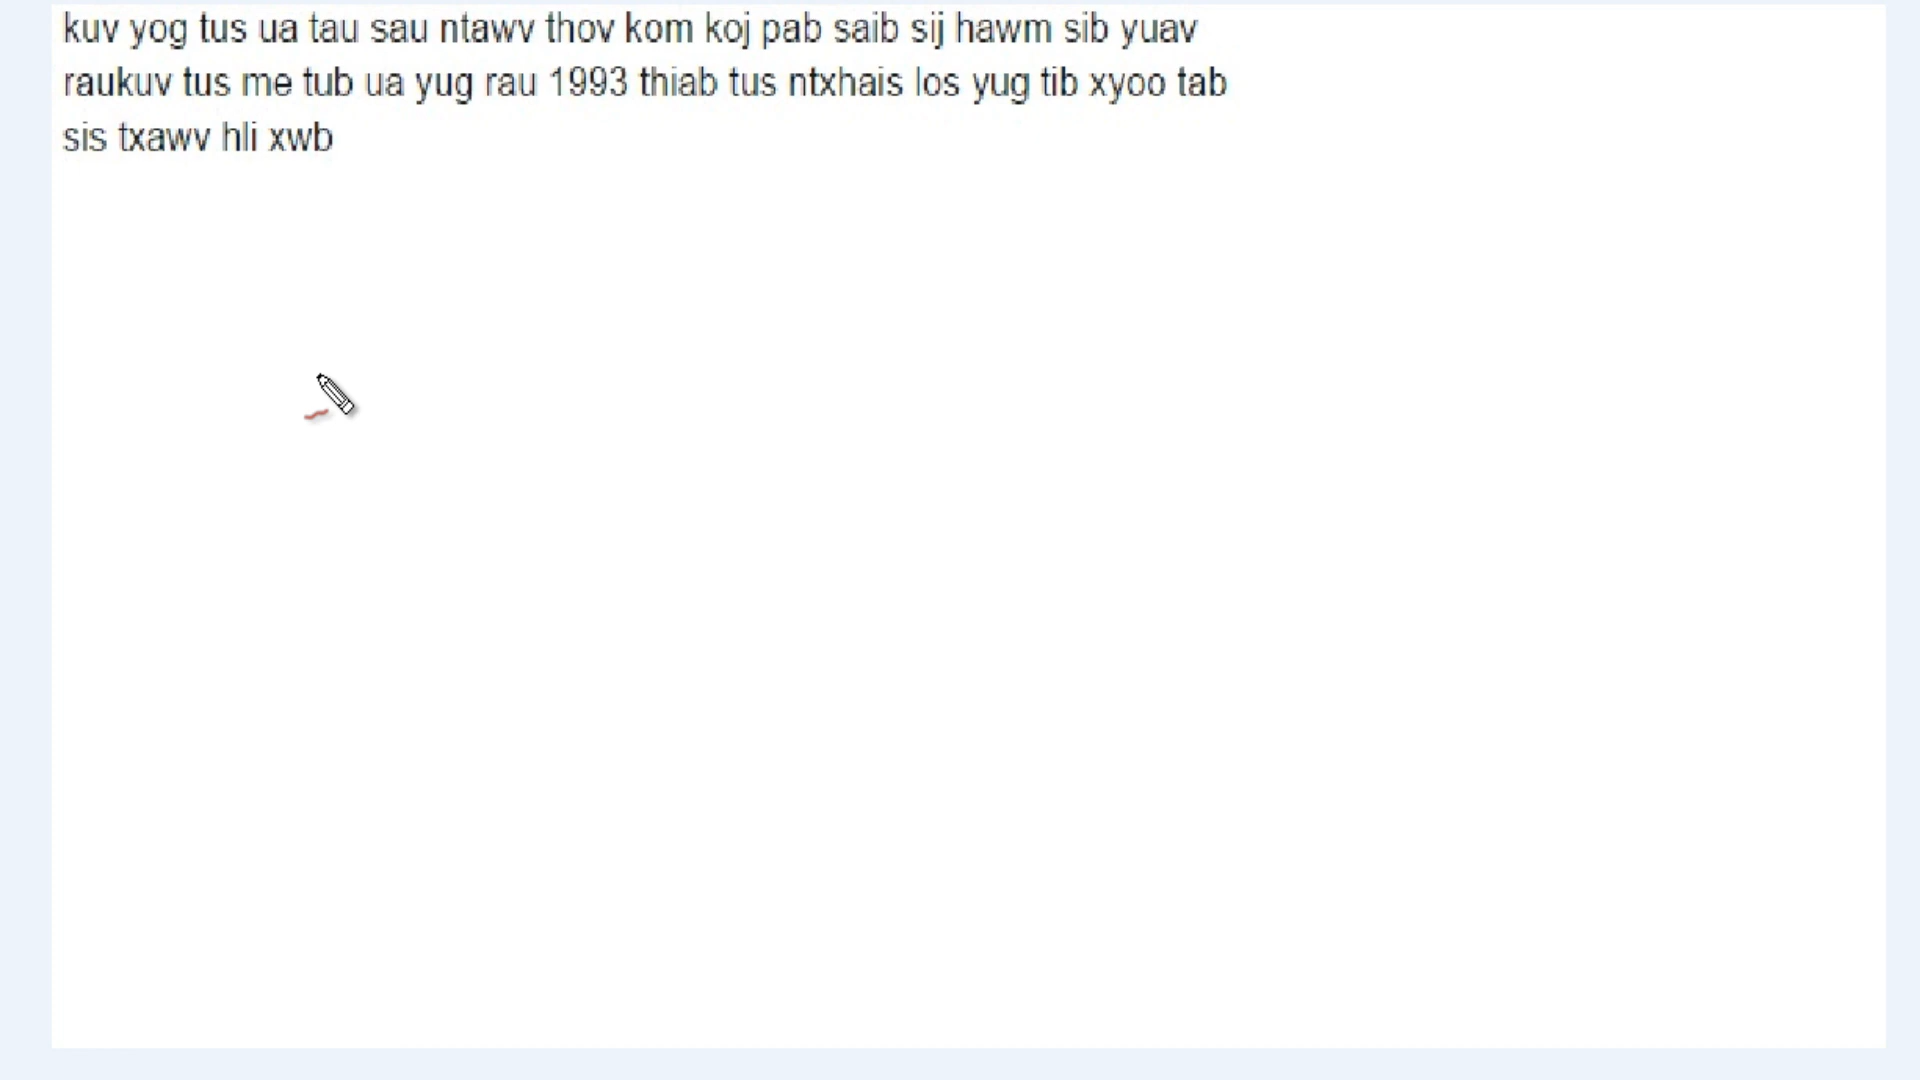 kuv yog tus ua tau sau ntawv thov kom koj pab saib sij hawm sib yuav
raukuv tus me tub ua yug rau 1993 thiab tus ntxhais los yug tib xyoo tab
sis txawv hli xwb